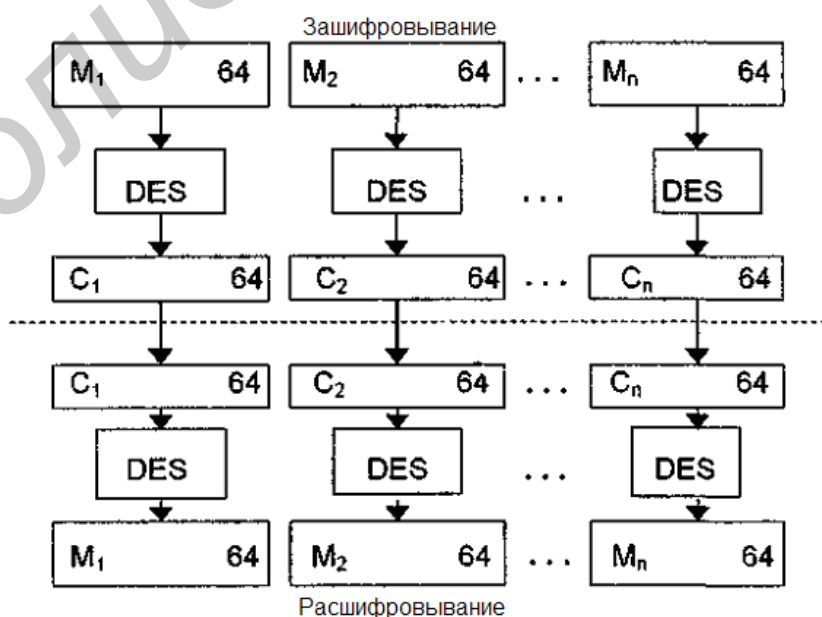 Зашифровывание
M₁ 64 M₂ 64 ... Mₙ 64
DES DES ... DES
C₁ 64 C₂ 64 ... Cₙ 64
C₁ 64 C₂ 64 ... Cₙ 64
DES DES ... DES
M₁ 64 M₂ 64 ... Mₙ 64
Расшифровывание